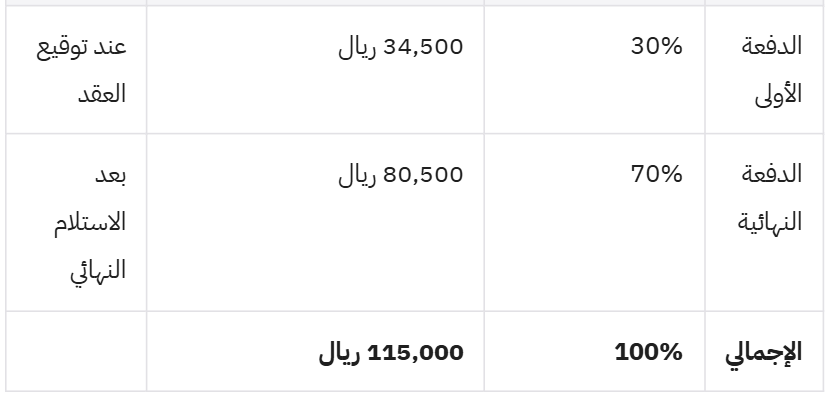 الدفعة الأولى	30%	34,500 ريال	عند توقيع العقد
الدفعة النهائية	70%	80,500 ريال	بعد الاستلام النهائي
الإجمالي	100%	115,000 ريال